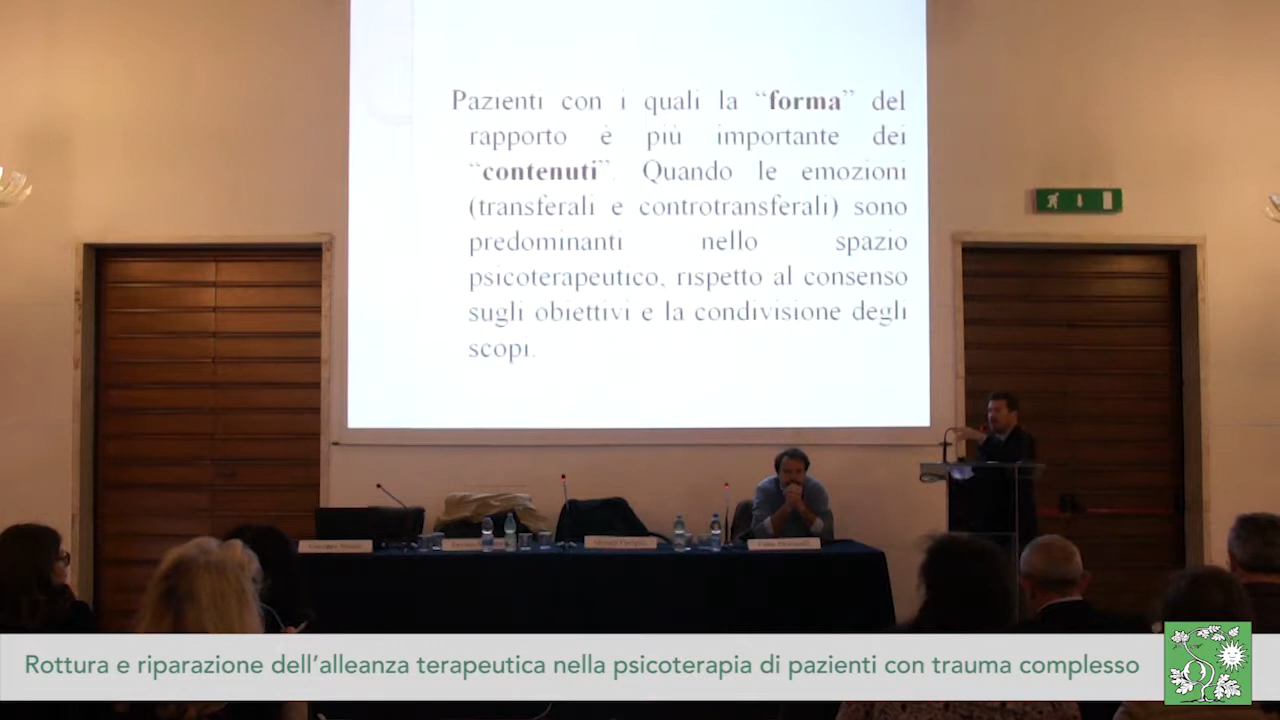 Pazienti con i quali la “forma” del
rapporto è più importante dei
“contenuti”. Quando le emozioni
(transferali e controtransferali) sono
predominanti nello spazio
psicoterapeutico, rispetto al consenso
sugli obiettivi e la condivisione degli
scopi.
Rottura e riparazione dell’alleanza terapeutica nella psicoterapia di pazienti con trauma complesso